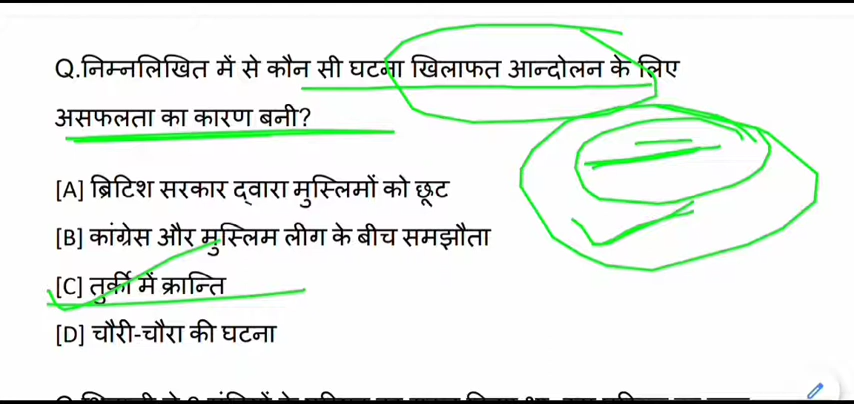 Q.निम्नलिखित में से कौन सी घटना खिलाफत आन्दोलन के लिए
असफलता का कारण बनी?
[A] ब्रिटिश सरकार द्वारा मुस्लिमों को छूट
[B] कांग्रेस और मुस्लिम लीग के बीच समझौता
[C] तुर्की में क्रान्ति
[D] चौरी-चौरा की घटना